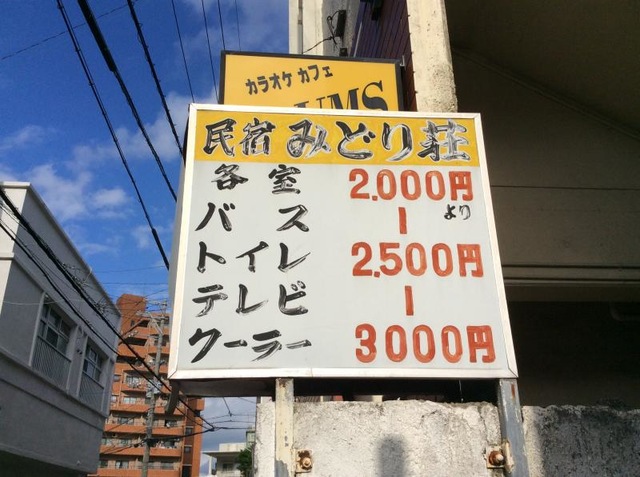 カラオケ カフェ
民宿 みどり荘
各室 2.000円
バス ー より
トイレ 2.500円
テレビ ー
クーラー 3000円